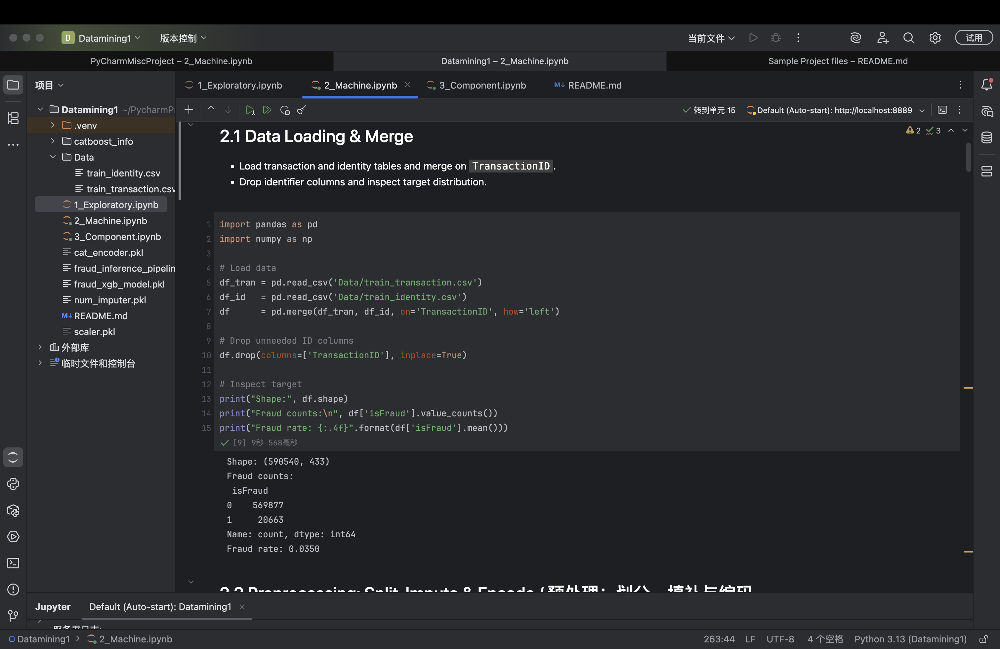 D Datamining1 版本控制 当前文件 试用
PyCharmMiscProject – 2_Machine.ipynb
Datamining1 – 2_Machine.ipynb
Sample Project files – README.md
项目
Datamining1 ~/PycharmPr
.venv
catboost_info
Data
train_identity.csv
train_transaction.csv
1_Exploratory.ipynb
2_Machine.ipynb
3_Component.ipynb
cat_encoder.pkl
fraud_inference_pipelin
fraud_xgb_model.pkl
num_imputer.pkl
M↓ README.md
scaler.pkl
外部库
临时文件和控制台
1_Exploratory.ipynb 2_Machine.ipynb 3_Component.ipynb M↓ README.md
转到单元 15 Default (Auto-start): http://localhost:8889
2 3
2.1 Data Loading & Merge
• Load transaction and identity tables and merge on TransactionID.
• Drop identifier columns and inspect target distribution.
1 import pandas as pd
2 import numpy as np
3
4 # Load data
5 df_tran = pd.read_csv('Data/train_transaction.csv')
6 df_id   = pd.read_csv('Data/train_identity.csv')
7 df      = pd.merge(df_tran, df_id, on='TransactionID', how='left')
8
9 # Drop unneeded ID columns
10 df.drop(columns=['TransactionID'], inplace=True)
11
12 # Inspect target
13 print("Shape:", df.shape)
14 print("Fraud counts:\n", df['isFraud'].value_counts())
15 print("Fraud rate: {:.4f}".format(df['isFraud'].mean()))
[9] 9秒 568毫秒
Shape: (590540, 433)
Fraud counts:
isFraud
0    569877
1     20663
Name: count, dtype: int64
Fraud rate: 0.0350
2.2 Preprocessing: Split, Impute & Encode / 预处理：划分、填补与编码
Jupyter Default (Auto-start): Datamining1
服务器日志:
Datamining1 > 2_Machine.ipynb
263:44 LF UTF-8 4 个空格 Python 3.13 (Datamining1)